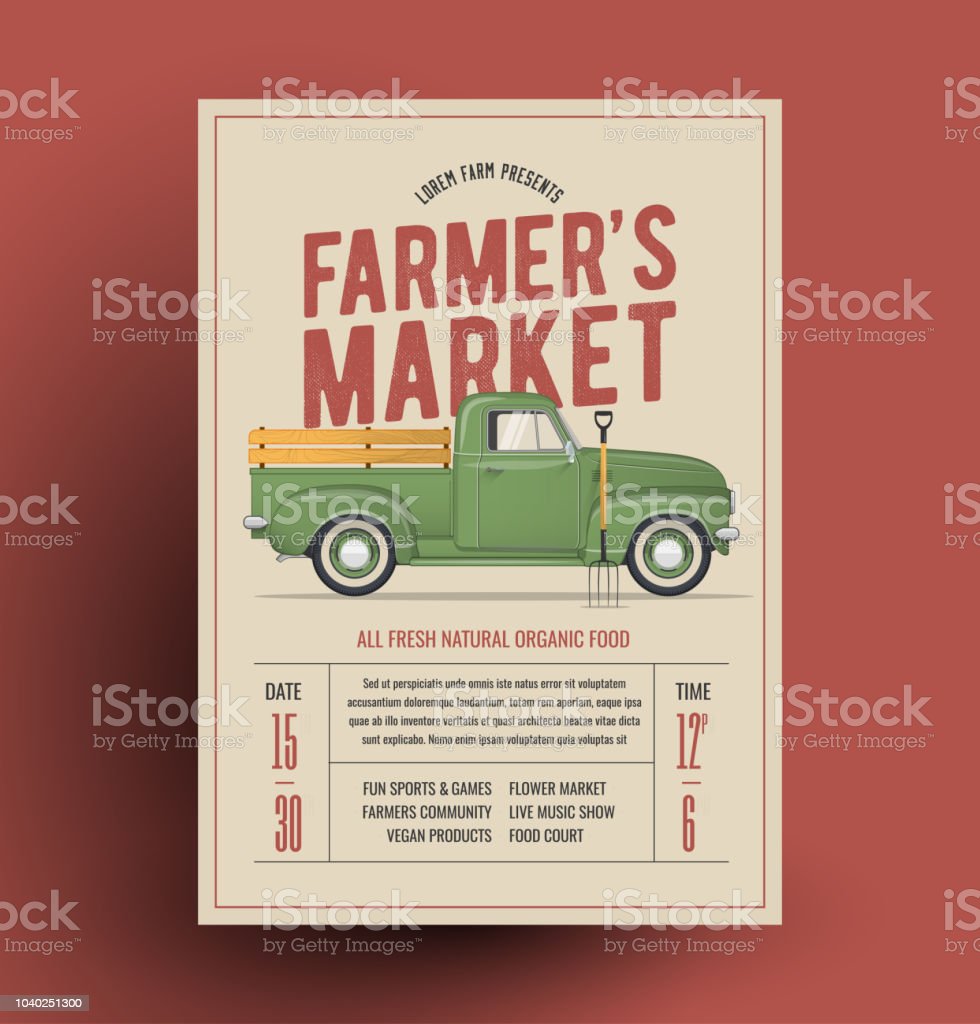 LOREM FARM PRESENTS
FARMER'S
MARKET
ALL FRESH NATURAL ORGANIC FOOD
DATE
15
30
Sed ut perspiciatis unde omnis natus error sit voluptatem
accusantium doloremque laudantium, totam rem aperiam, eaque
ipsa ab illo inventore veritatis et quasi architecto beatae vitae dicta
sunt explicabo. Nemo enim ipsam voluptatem quia voluptas sit
FUN SPORTS & GAMES FLOWER MARKET
FARMERS COMMUNITY LIVE MUSIC SHOW
VEGAN PRODUCTS FOOD COURT
TIME
12P
6
iStock
by Getty Images™
1040251300